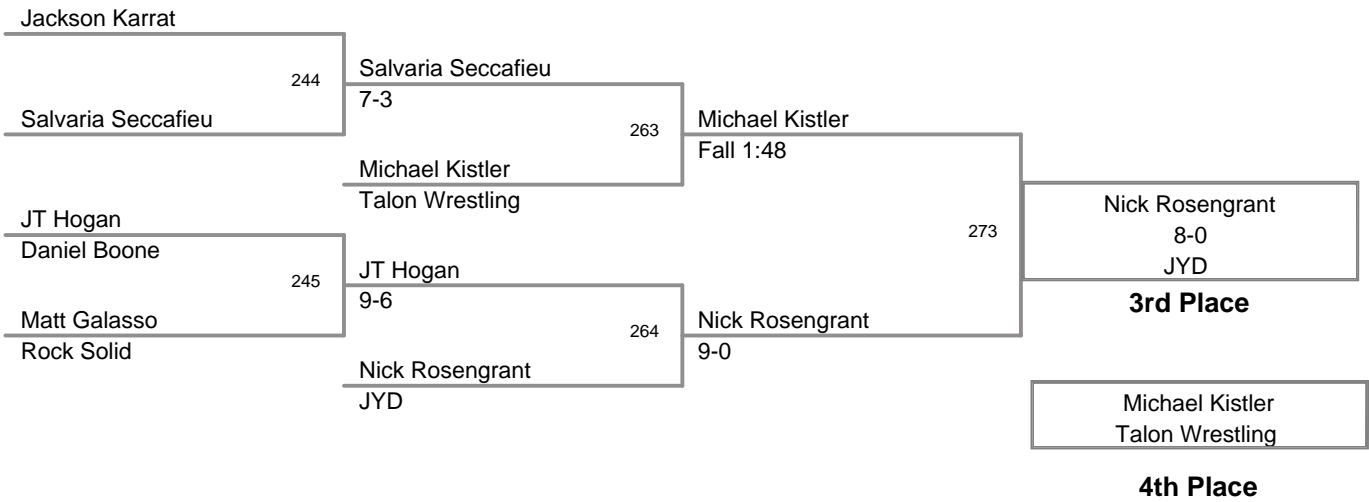 Jackson Karrat
244
Salvaria Seccafieu
7-3
Salvaria Seccafieu
263
Michael Kistler
Fall 1:48
Michael Kistler
Talon Wrestling
JT Hogan
Daniel Boone
273
Nick Rosengrant
8-0
JYD
3rd Place
245
JT Hogan
9-6
Matt Galasso
Rock Solid
264
Nick Rosengrant
9-0
Nick Rosengrant
JYD
Michael Kistler
Talon Wrestling
4th Place